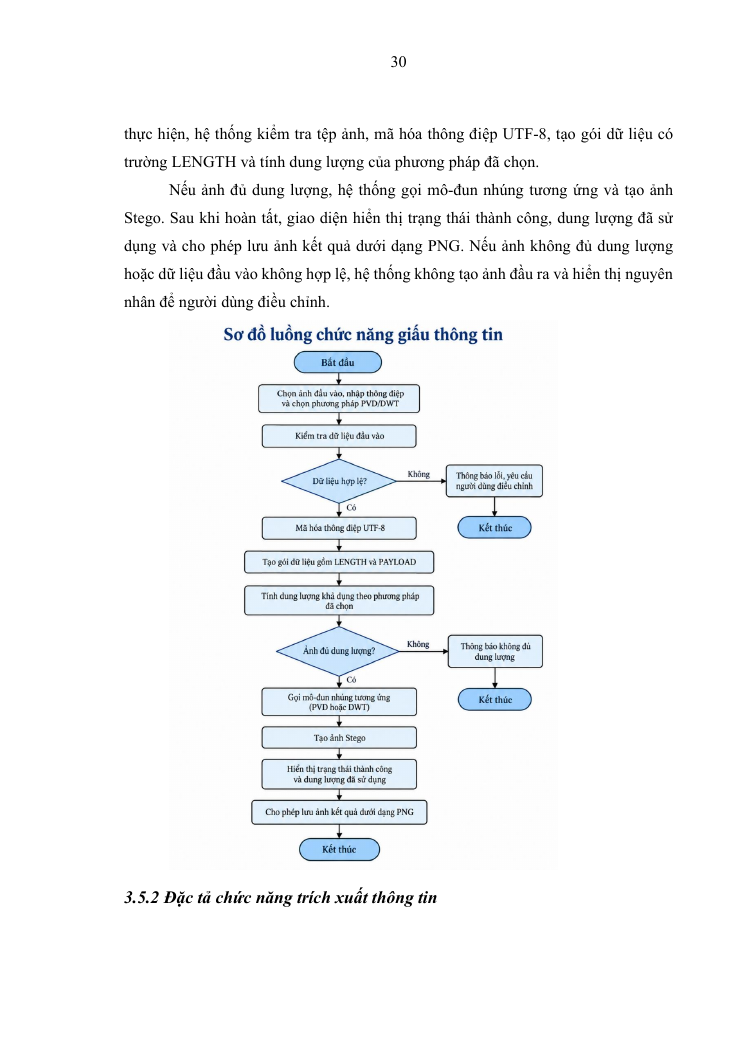 30
thực hiện, hệ thống kiểm tra tệp ảnh, mã hóa thông điệp UTF-8, tạo gói dữ liệu có
trường LENGTH và tính dung lượng của phương pháp đã chọn.
Nếu ảnh đủ dung lượng, hệ thống gọi mô-đun nhúng tương ứng và tạo ảnh
Stego. Sau khi hoàn tất, giao diện hiển thị trạng thái thành công, dung lượng đã sử
dụng và cho phép lưu ảnh kết quả dưới dạng PNG. Nếu ảnh không đủ dung lượng
hoặc dữ liệu đầu vào không hợp lệ, hệ thống không tạo ảnh đầu ra và hiển thị nguyên
nhân để người dùng điều chỉnh.
Sơ đồ luồng chức năng giấu thông tin
Bắt đầu
Chọn ảnh đầu vào, nhập thông điệp
và chọn phương pháp PVD/DWT
Kiểm tra dữ liệu đầu vào
Dữ liệu hợp lệ?
Không
Thông báo lỗi, yêu cầu
người dùng điều chỉnh
Kết thúc
Có
Mã hóa thông điệp UTF-8
Tạo gói dữ liệu gồm LENGTH và PAYLOAD
Tính dung lượng khả dụng theo phương pháp
đã chọn
Ảnh đủ dung lượng?
Không
Thông báo không đủ
dung lượng
Kết thúc
Có
Gọi mô-đun nhúng tương ứng
(PVD hoặc DWT)
Tạo ảnh Stego
Hiển thị trạng thái thành công
và dung lượng đã sử dụng
Cho phép lưu ảnh kết quả dưới dạng PNG
Kết thúc
3.5.2 Đặc tả chức năng trích xuất thông tin